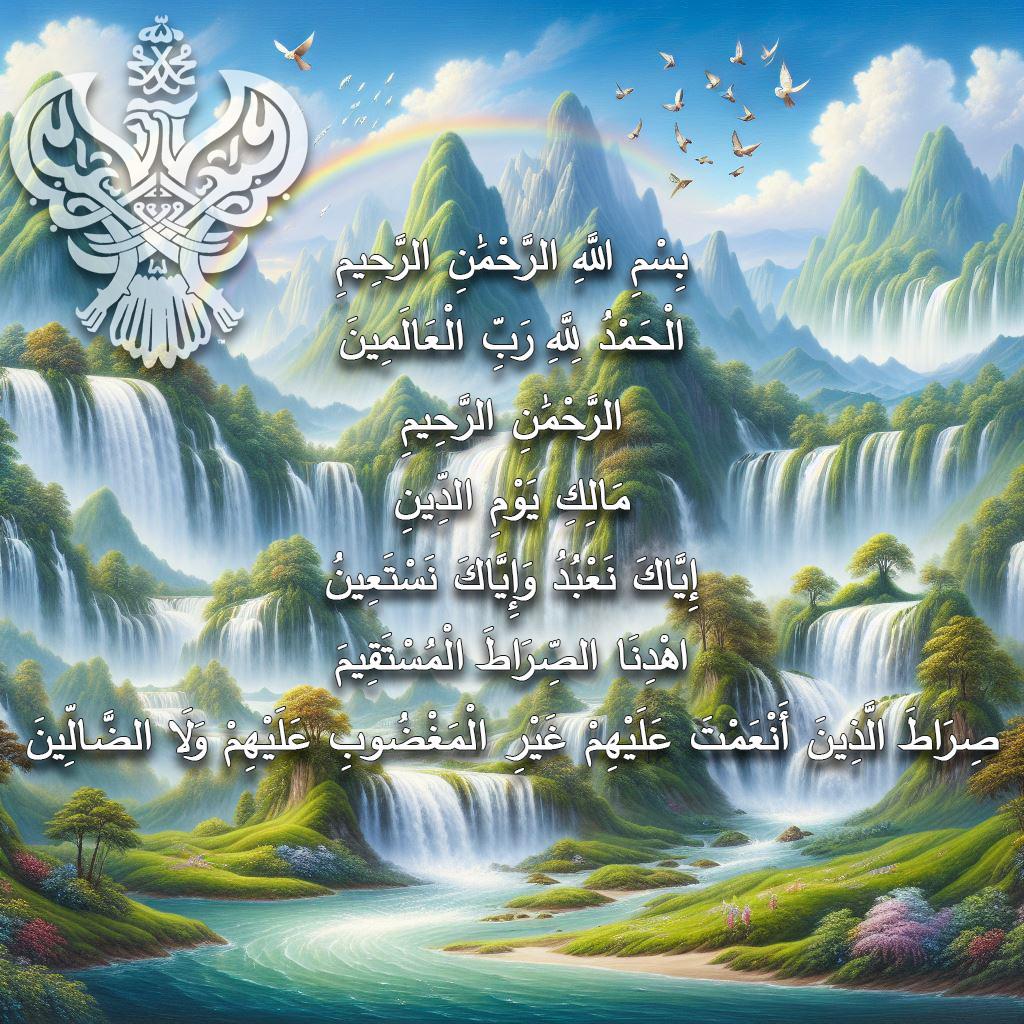 بِسْمِ اللَّهِ الرَّحْمَٰنِ الرَّحِيمِ
الْحَمْدُ لِلَّهِ رَبِّ الْعَالَمِينَ
الرَّحْمَٰنِ الرَّحِيمِ
مَالِكِ يَوْمِ الدِّينِ
إِيَّاكَ نَعْبُدُ وَإِيَّاكَ نَسْتَعِينُ
اهْدِنَا الصِّرَاطَ الْمُسْتَقِيمَ
صِرَاطَ الَّذِينَ أَنْعَمْتَ عَلَيْهِمْ غَيْرِ الْمَغْضُوبِ عَلَيْهِمْ وَلَا الضَّالِّينَ